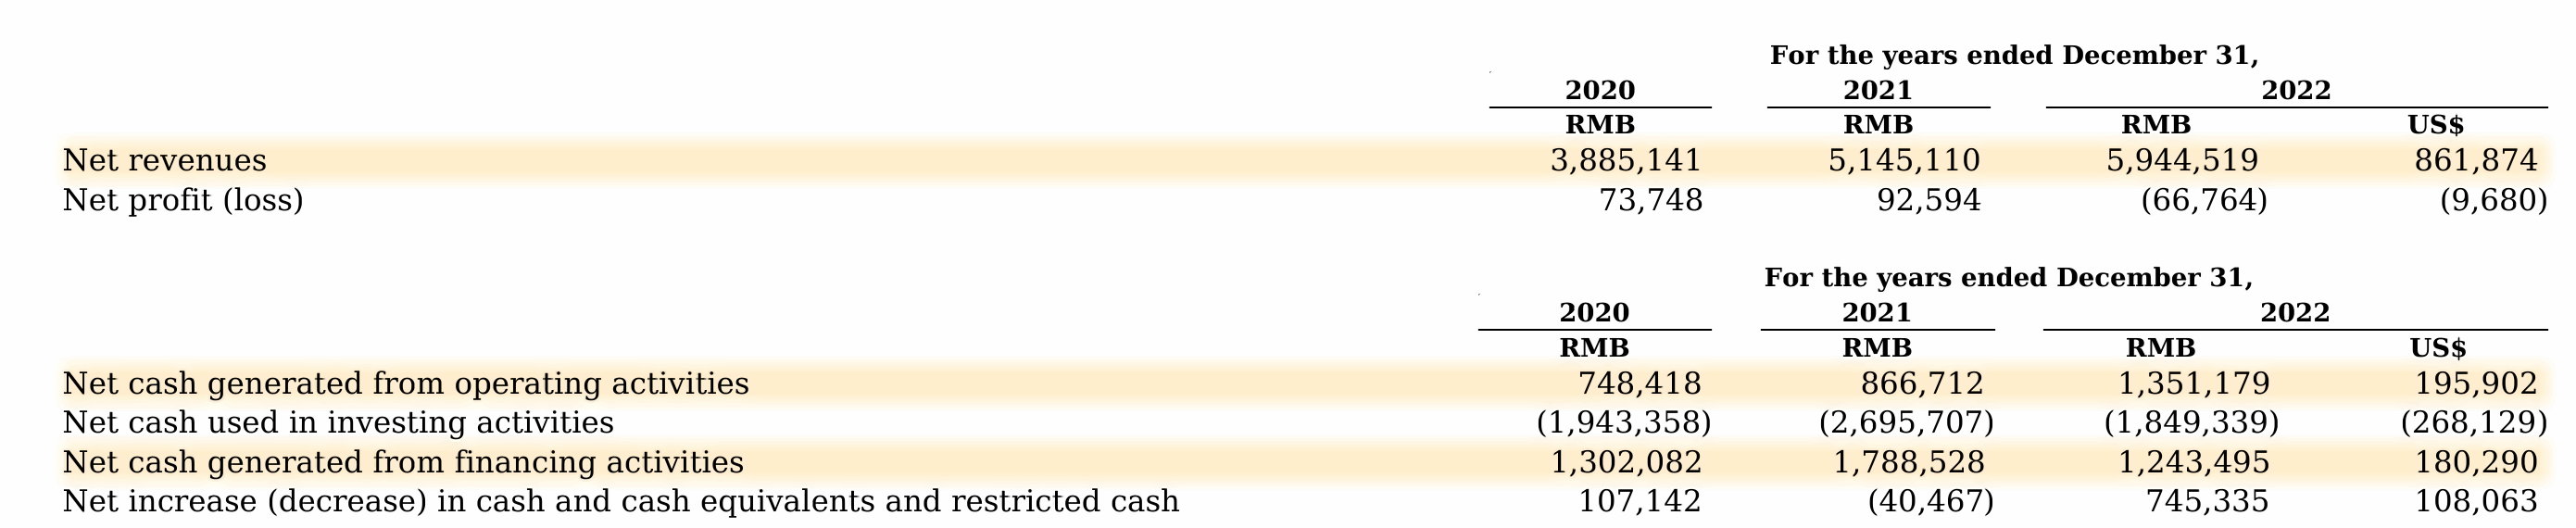 For the years ended December 31,
2020 2021 2022
RMB RMB RMB US$
Net revenues 3,885,141 5,145,110 5,944,519 861,874
Net profit (loss) 73,748 92,594 (66,764) (9,680)
For the years ended December 31,
2020 2021 2022
RMB RMB RMB US$
Net cash generated from operating activities 748,418 866,712 1,351,179 195,902
Net cash used in investing activities (1,943,358) (2,695,707) (1,849,339) (268,129)
Net cash generated from financing activities 1,302,082 1,788,528 1,243,495 180,290
Net increase (decrease) in cash and cash equivalents and restricted cash 107,142 (40,467) 745,335 108,063